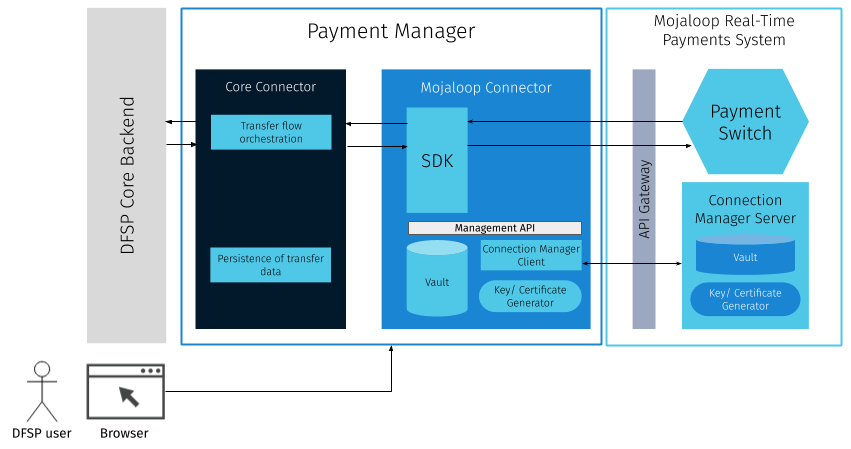 DFSP Core Backend
Payment Manager
Core Connector
Transfer flow
orchestration
Persistence of transfer
data
Mojaloop Connector
SDK
Management API
Vault
Connection Manager
Client
Key/ Certificate
Generator
Mojaloop Real-Time
Payments System
API Gateway
Payment
Switch
Connection
Manager Server
Vault
Key/ Certificate
Generator
DFSP user
Browser